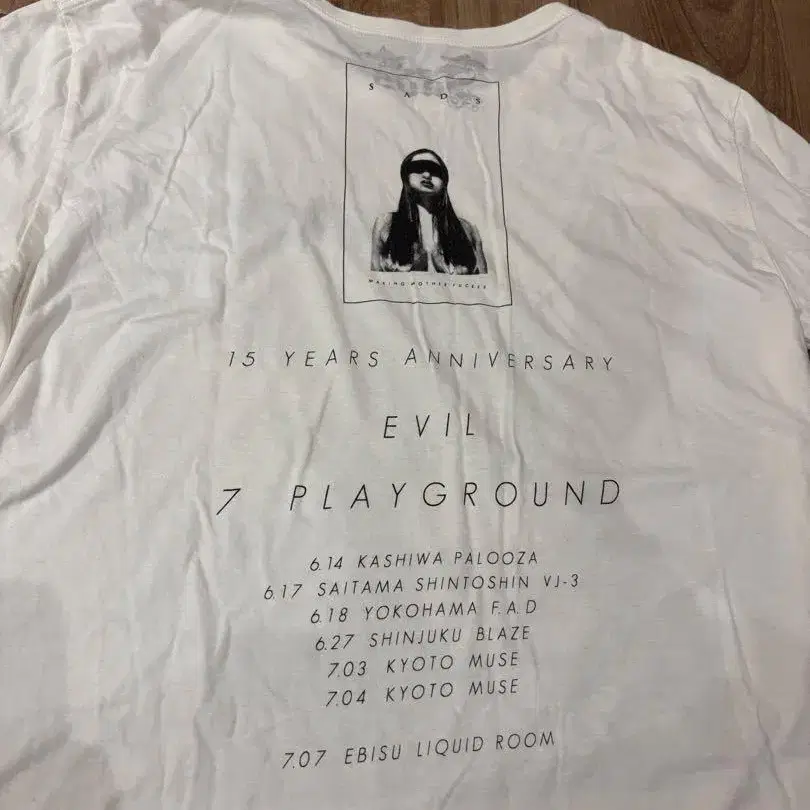 S A D S
MAKING MOTHER FUCKER
15 YEARS ANNIVERSARY
EVIL
7 PLAYGROUND
6.14 KASHIWA PALOOZA
6.17 SAITAMA SHINTOSHIN VJ-3
6.18 YOKOHAMA F.A.D
6.27 SHINJUKU BLAZE
7.03 KYOTO MUSE
7.04 KYOTO MUSE
7.07 EBISU LIQUID ROOM